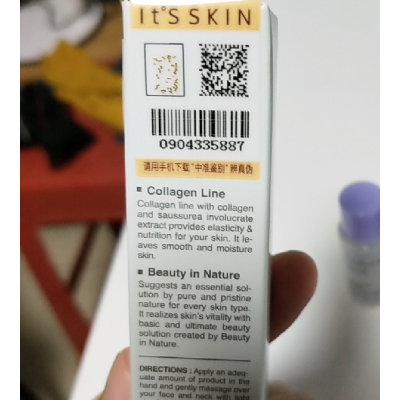 It'S SKIN
0904335887
请用手机下载"中准鉴别"辨真伪
▪ Collagen Line
Collagen line with collagen
and saussurea involucrate
extract provides elasticity &
nutrition for your skin. It le-
aves smooth and moisture
skin.
▪ Beauty in Nature
Suggests an essential sol-
ution by pure and pristine
nature for every skin type.
It realizes skin's vitality with
basic and ultimate beauty
solution created by Beauty
in Nature.
DIRECTIONS : Apply an adeq-
uate amount of product in the
hand and gently massage over
your face and neck with light